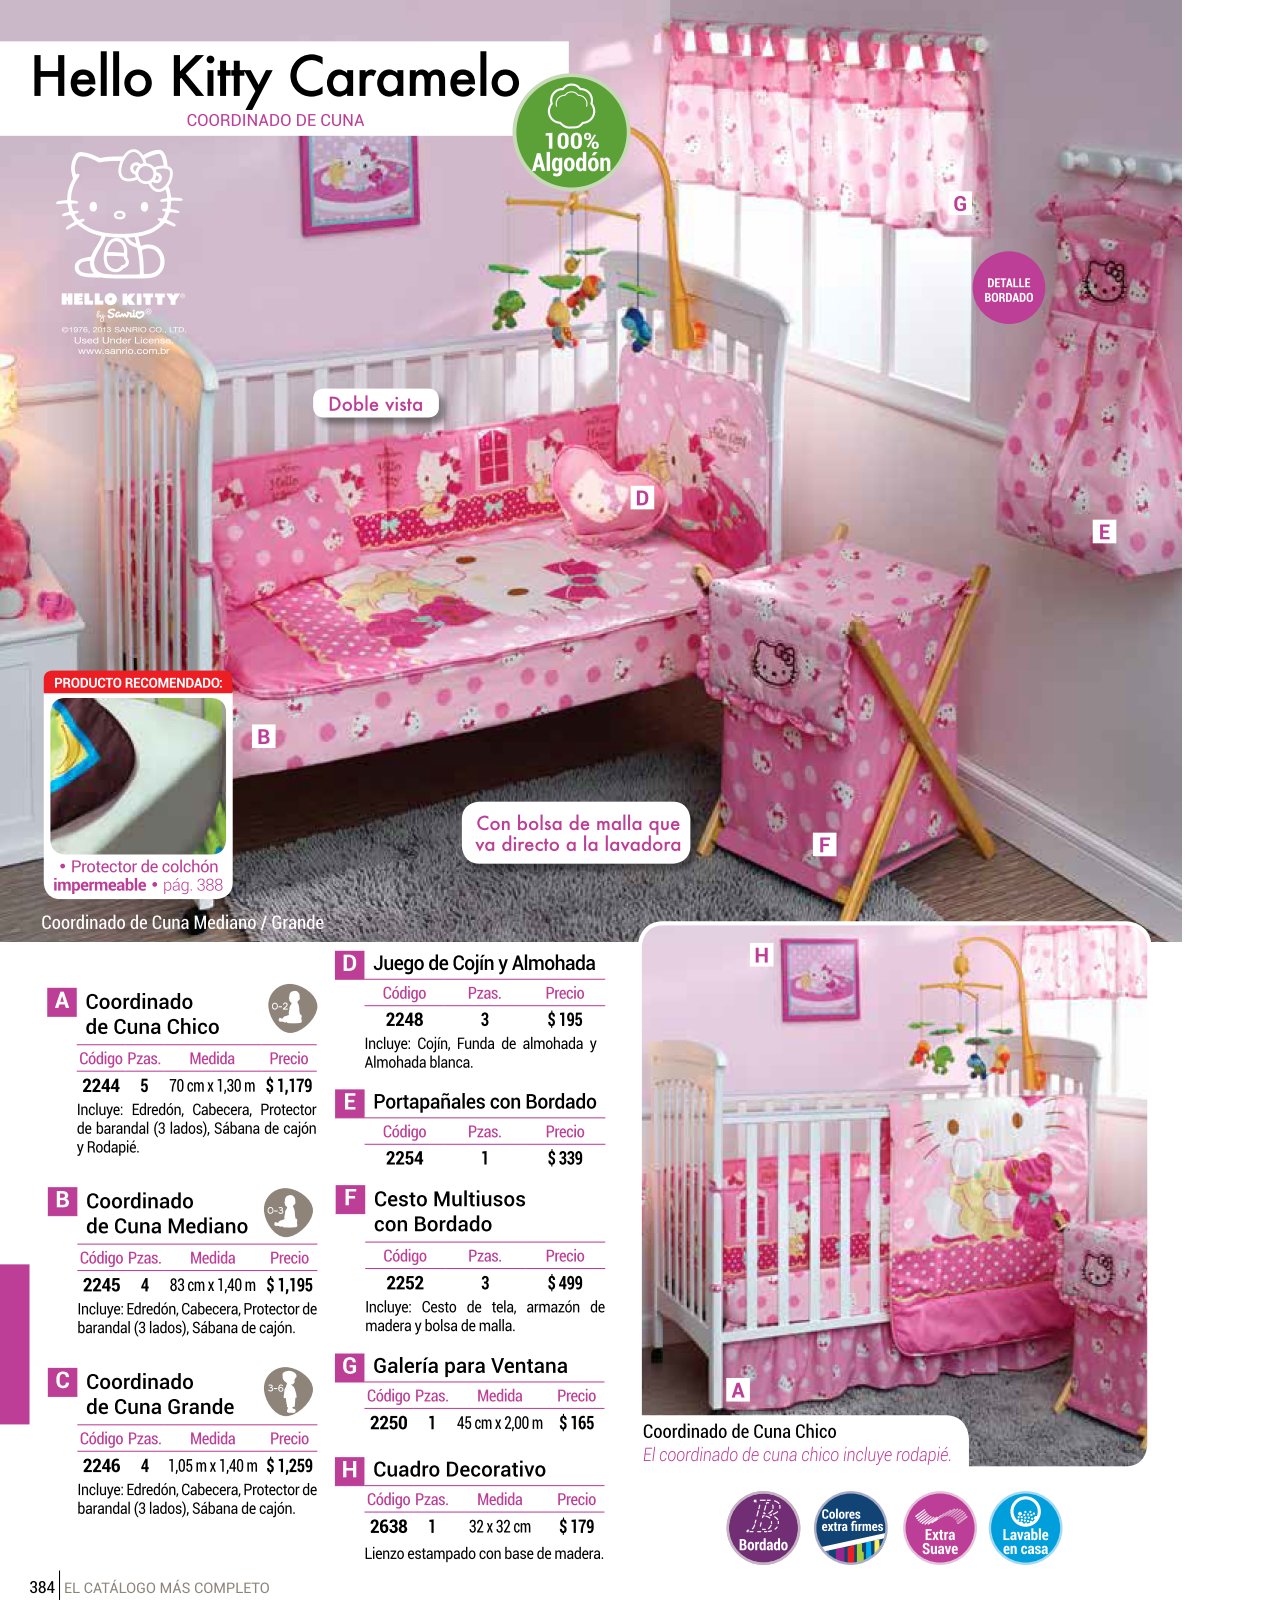 Hello Kitty Caramelo
COORDINADO DE CUNA
100%
Algodón
HELLO KITTY®
by Sanrio®
©1976, 2013 SANRIO CO., LTD.
Used Under License.
www.sanrio.com.br
G
DETALLE
BORDADO
Doble vista
D
E
B
F
PRODUCTO RECOMENDADO:
• Protector de colchón
impermeable • pág. 388
Con bolsa de malla que
va directo a la lavadora
Coordinado de Cuna Mediano / Grande
A Coordinado
de Cuna Chico
0-2
Código Pzas. Medida Precio
2244 5 70 cm x 1,30 m $ 1,179
Incluye: Edredón, Cabecera, Protector
de barandal (3 lados), Sábana de cajón
y Rodapié.
B Coordinado
de Cuna Mediano
0-3
Código Pzas. Medida Precio
2245 4 83 cm x 1,40 m $ 1,195
Incluye: Edredón, Cabecera, Protector de
barandal (3 lados), Sábana de cajón.
C Coordinado
de Cuna Grande
3-6
Código Pzas. Medida Precio
2246 4 1,05 m x 1,40 m $ 1,259
Incluye: Edredón, Cabecera, Protector de
barandal (3 lados), Sábana de cajón.
D Juego de Cojín y Almohada
Código Pzas. Precio
2248 3 $ 195
Incluye: Cojín, Funda de almohada y
Almohada blanca.
E Portapañales con Bordado
Código Pzas. Precio
2254 1 $ 339
F Cesto Multiusos
con Bordado
Código Pzas. Precio
2252 3 $ 499
Incluye: Cesto de tela, armazón de
madera y bolsa de malla.
G Galería para Ventana
Código Pzas. Medida Precio
2250 1 45 cm x 2,00 m $ 165
H Cuadro Decorativo
Código Pzas. Medida Precio
2638 1 32 x 32 cm $ 179
Lienzo estampado con base de madera.
H
A
Coordinado de Cuna Chico
El coordinado de cuna chico incluye rodapié.
B
Bordado
Colores
extra firmes
Extra
Suave
Lavable
en casa
384 EL CATÁLOGO MÁS COMPLETO